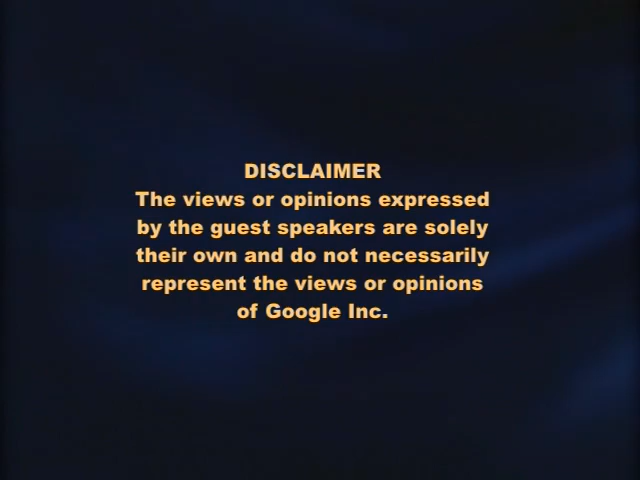 DISCLAIMER
The views or opinions expressed
by the guest speakers are solely
their own and do not necessarily
represent the views or opinions
of Google Inc.